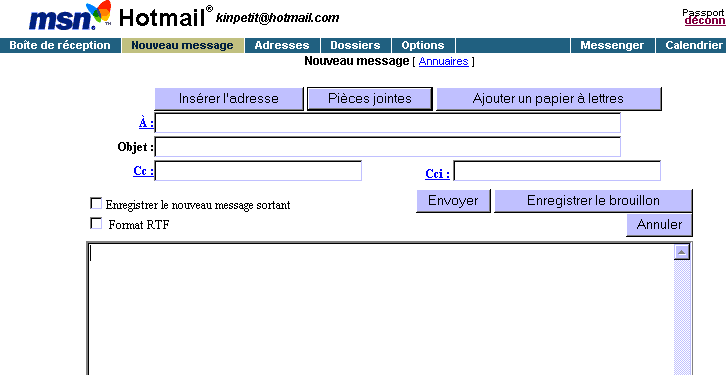 msn Hotmail® kinpetit@hotmail.com
Passport
déconn
Boîte de réception Nouveau message Adresses Dossiers Options Messenger Calendrier
Nouveau message [ Annuaires ]
Insérer l'adresse Pièces jointes Ajouter un papier à lettres
À :
Objet :
Cc : Cci :
Enregistrer le nouveau message sortant Envoyer Enregistrer le brouillon
Format RTF Annuler